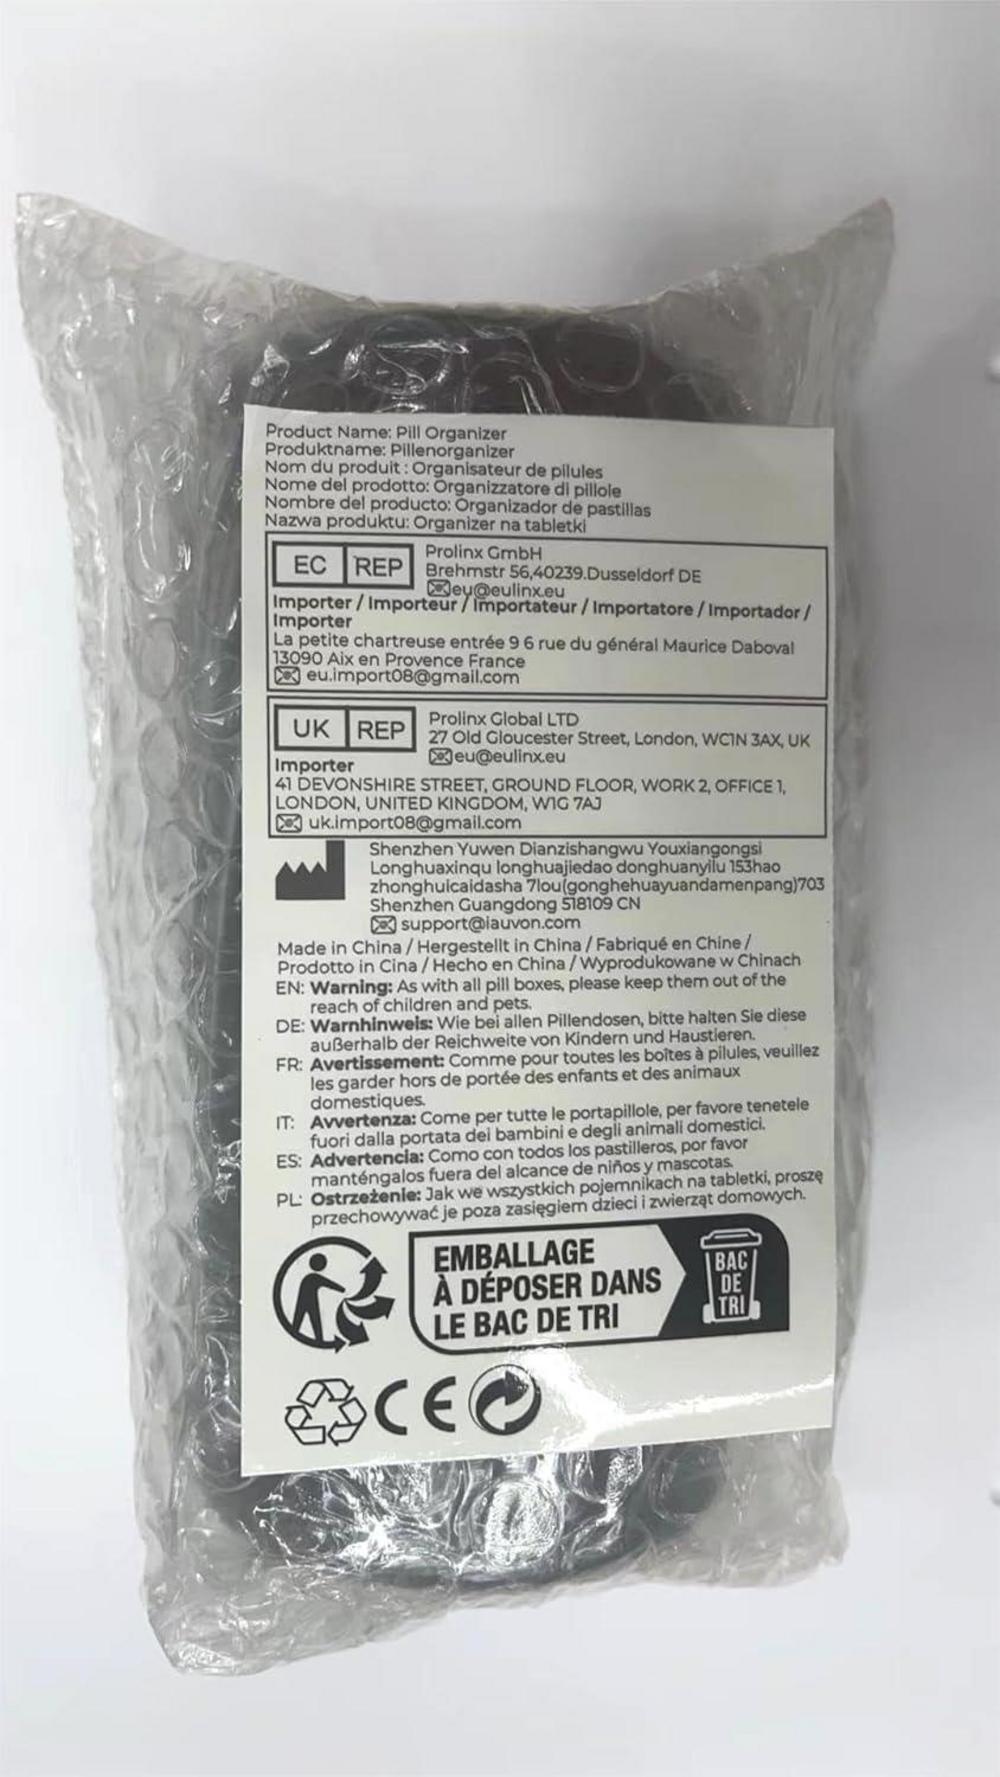 Product Name: Pill Organizer
Produktname: Pillenorganizer
Nom du produit : Organisateur de pilules
Nome del prodotto: Organizzatore di pillole
Nombre del producto: Organizador de pastillas
Nazwa produktu: Organizer na tabletki
EC REP
Prolinx GmbH
Brehmstr 56,40239.Dusseldorf DE
eu@eulinx.eu
Importer / Importeur / Importateur / Importatore / Importador /
Importer
La petite chartreuse entrée 9 6 rue du général Maurice Daboval
13090 Aix en Provence France
eu.import08@gmail.com
UK REP
Prolinx Global LTD
27 Old Gloucester Street, London, WC1N 3AX, UK
eu@eulinx.eu
Importer
41 DEVONSHIRE STREET, GROUND FLOOR, WORK 2, OFFICE 1,
LONDON, UNITED KINGDOM, W1G 7AJ
uk.import08@gmail.com
Shenzhen Yuwen Dianzishangwu Youxiangongsi
Longhuaxinqu longhuajiedao donghuanyilu 153hao
zhonghuicaidasha 7lou(gonghehuayuandamenpang)703
Shenzhen Guangdong 518109 CN
support@iauvon.com
Made in China / Hergestellt in China / Fabriqué en Chine /
Prodotto in Cina / Hecho en China / Wyprodukowane w Chinach
EN: Warning: As with all pill boxes, please keep them out of the
reach of children and pets.
DE: Warnhinweis: Wie bei allen Pillendosen, bitte halten Sie diese
außerhalb der Reichweite von Kindern und Haustieren.
FR: Avertissement: Comme pour toutes les boîtes à pilules, veuillez
les garder hors de portée des enfants et des animaux
domestiques.
IT: Avvertenza: Come per tutte le portapillole, per favore tenetele
fuori dalla portata dei bambini e degli animali domestici.
ES: Advertencia: Como con todos los pastilleros, por favor
manténgalos fuera del alcance de niños y mascotas.
PL: Ostrzeżenie: Jak we wszystkich pojemnikach na tabletki, proszę
przechowywać je poza zasięgiem dzieci i zwierząt domowych.
EMBALLAGE
À DÉPOSER DANS
LE BAC DE TRI
BAC
DE
TRI
CE